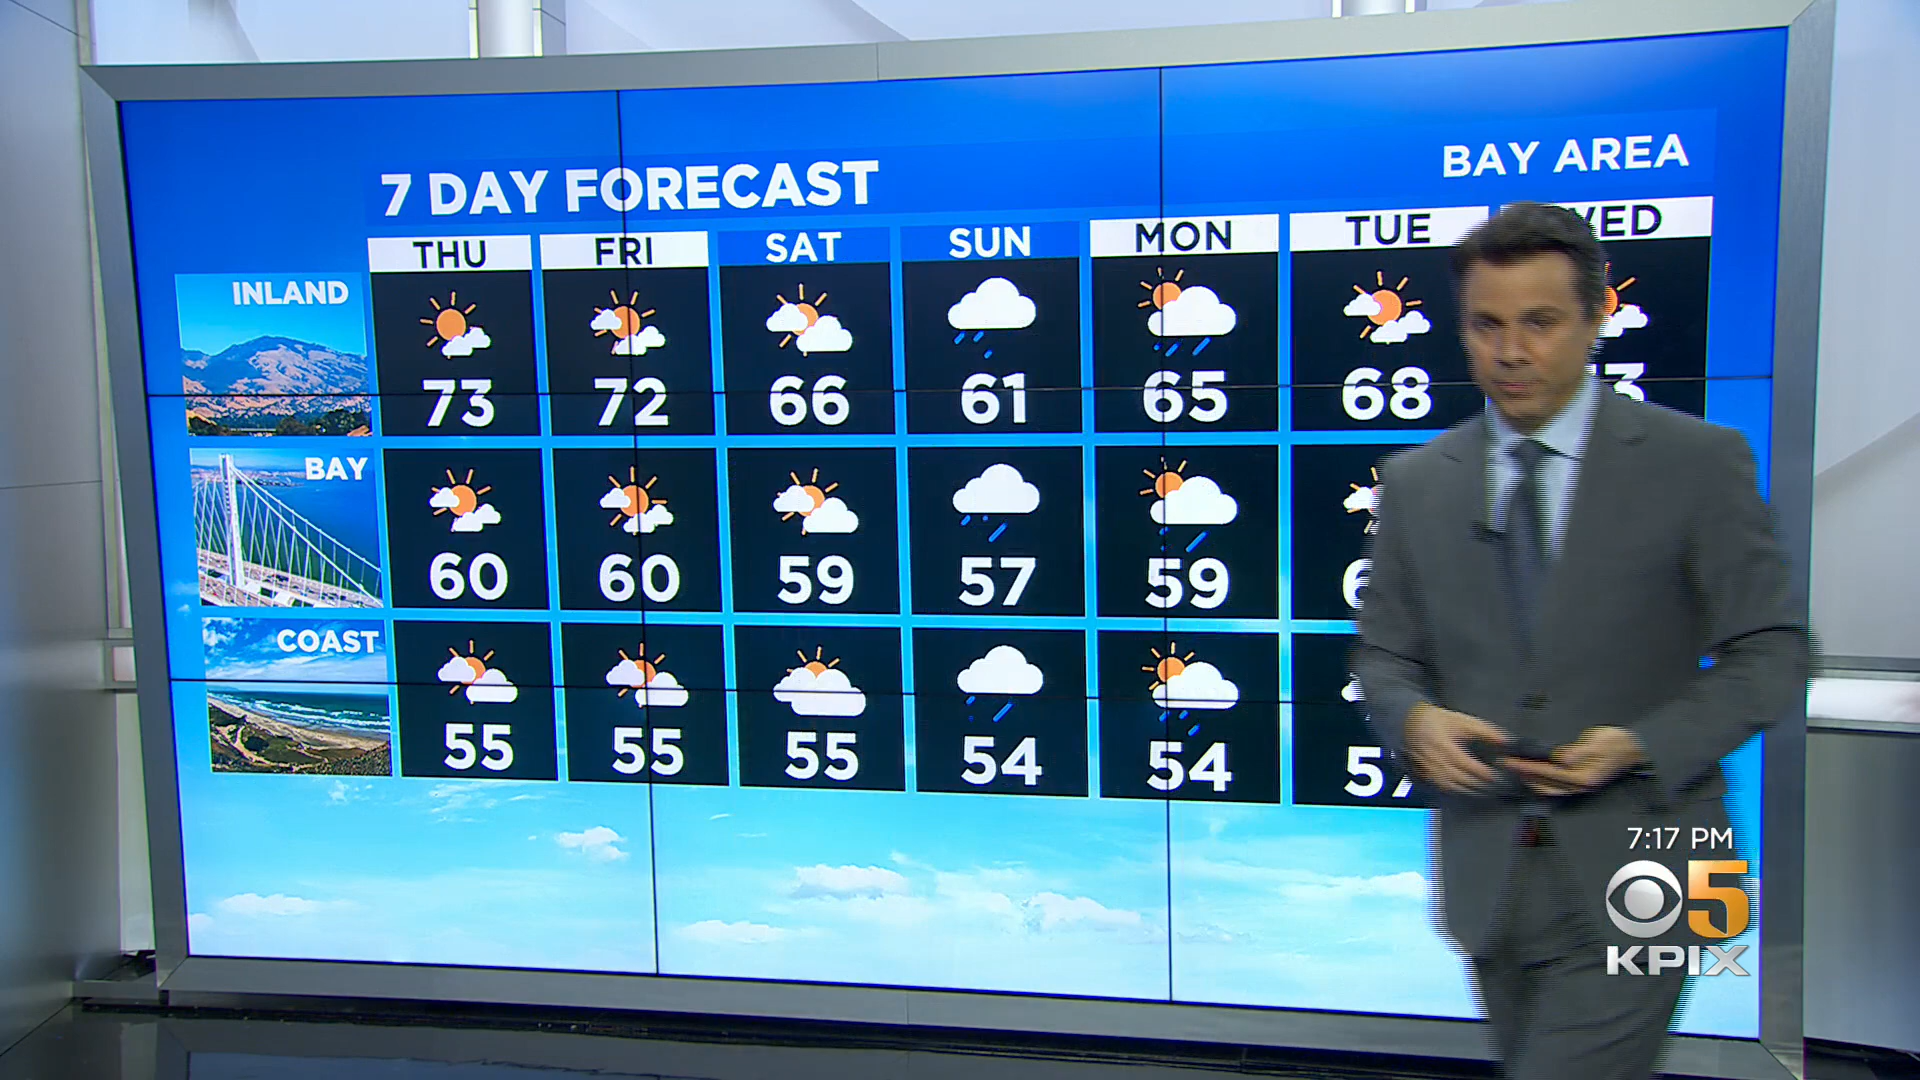 7 DAY FORECAST
BAY AREA
THU FRI SAT SUN MON TUE
INLAND
73 72 66 61 65 68
BAY
60 60 59 57 59
COAST
55 55 55 54 54
7:17 PM
5
KPIX